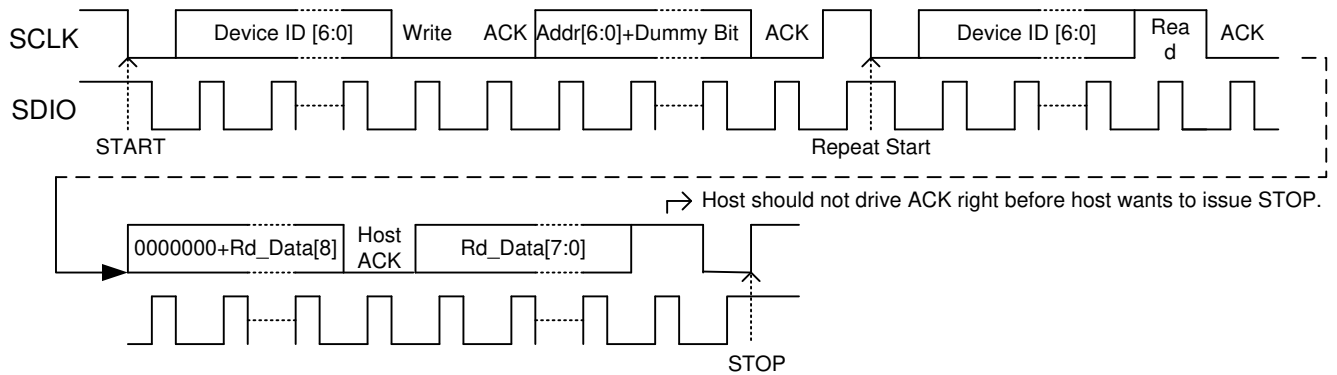 SCLK Device ID [6:0] Write ACK Addr[6:0]+Dummy Bit ACK Device ID [6:0] Rea
d ACK
SDIO
START Repeat Start
Host should not drive ACK right before host wants to issue STOP.
0000000+Rd_Data[8] Host
ACK Rd_Data[7:0]
STOP